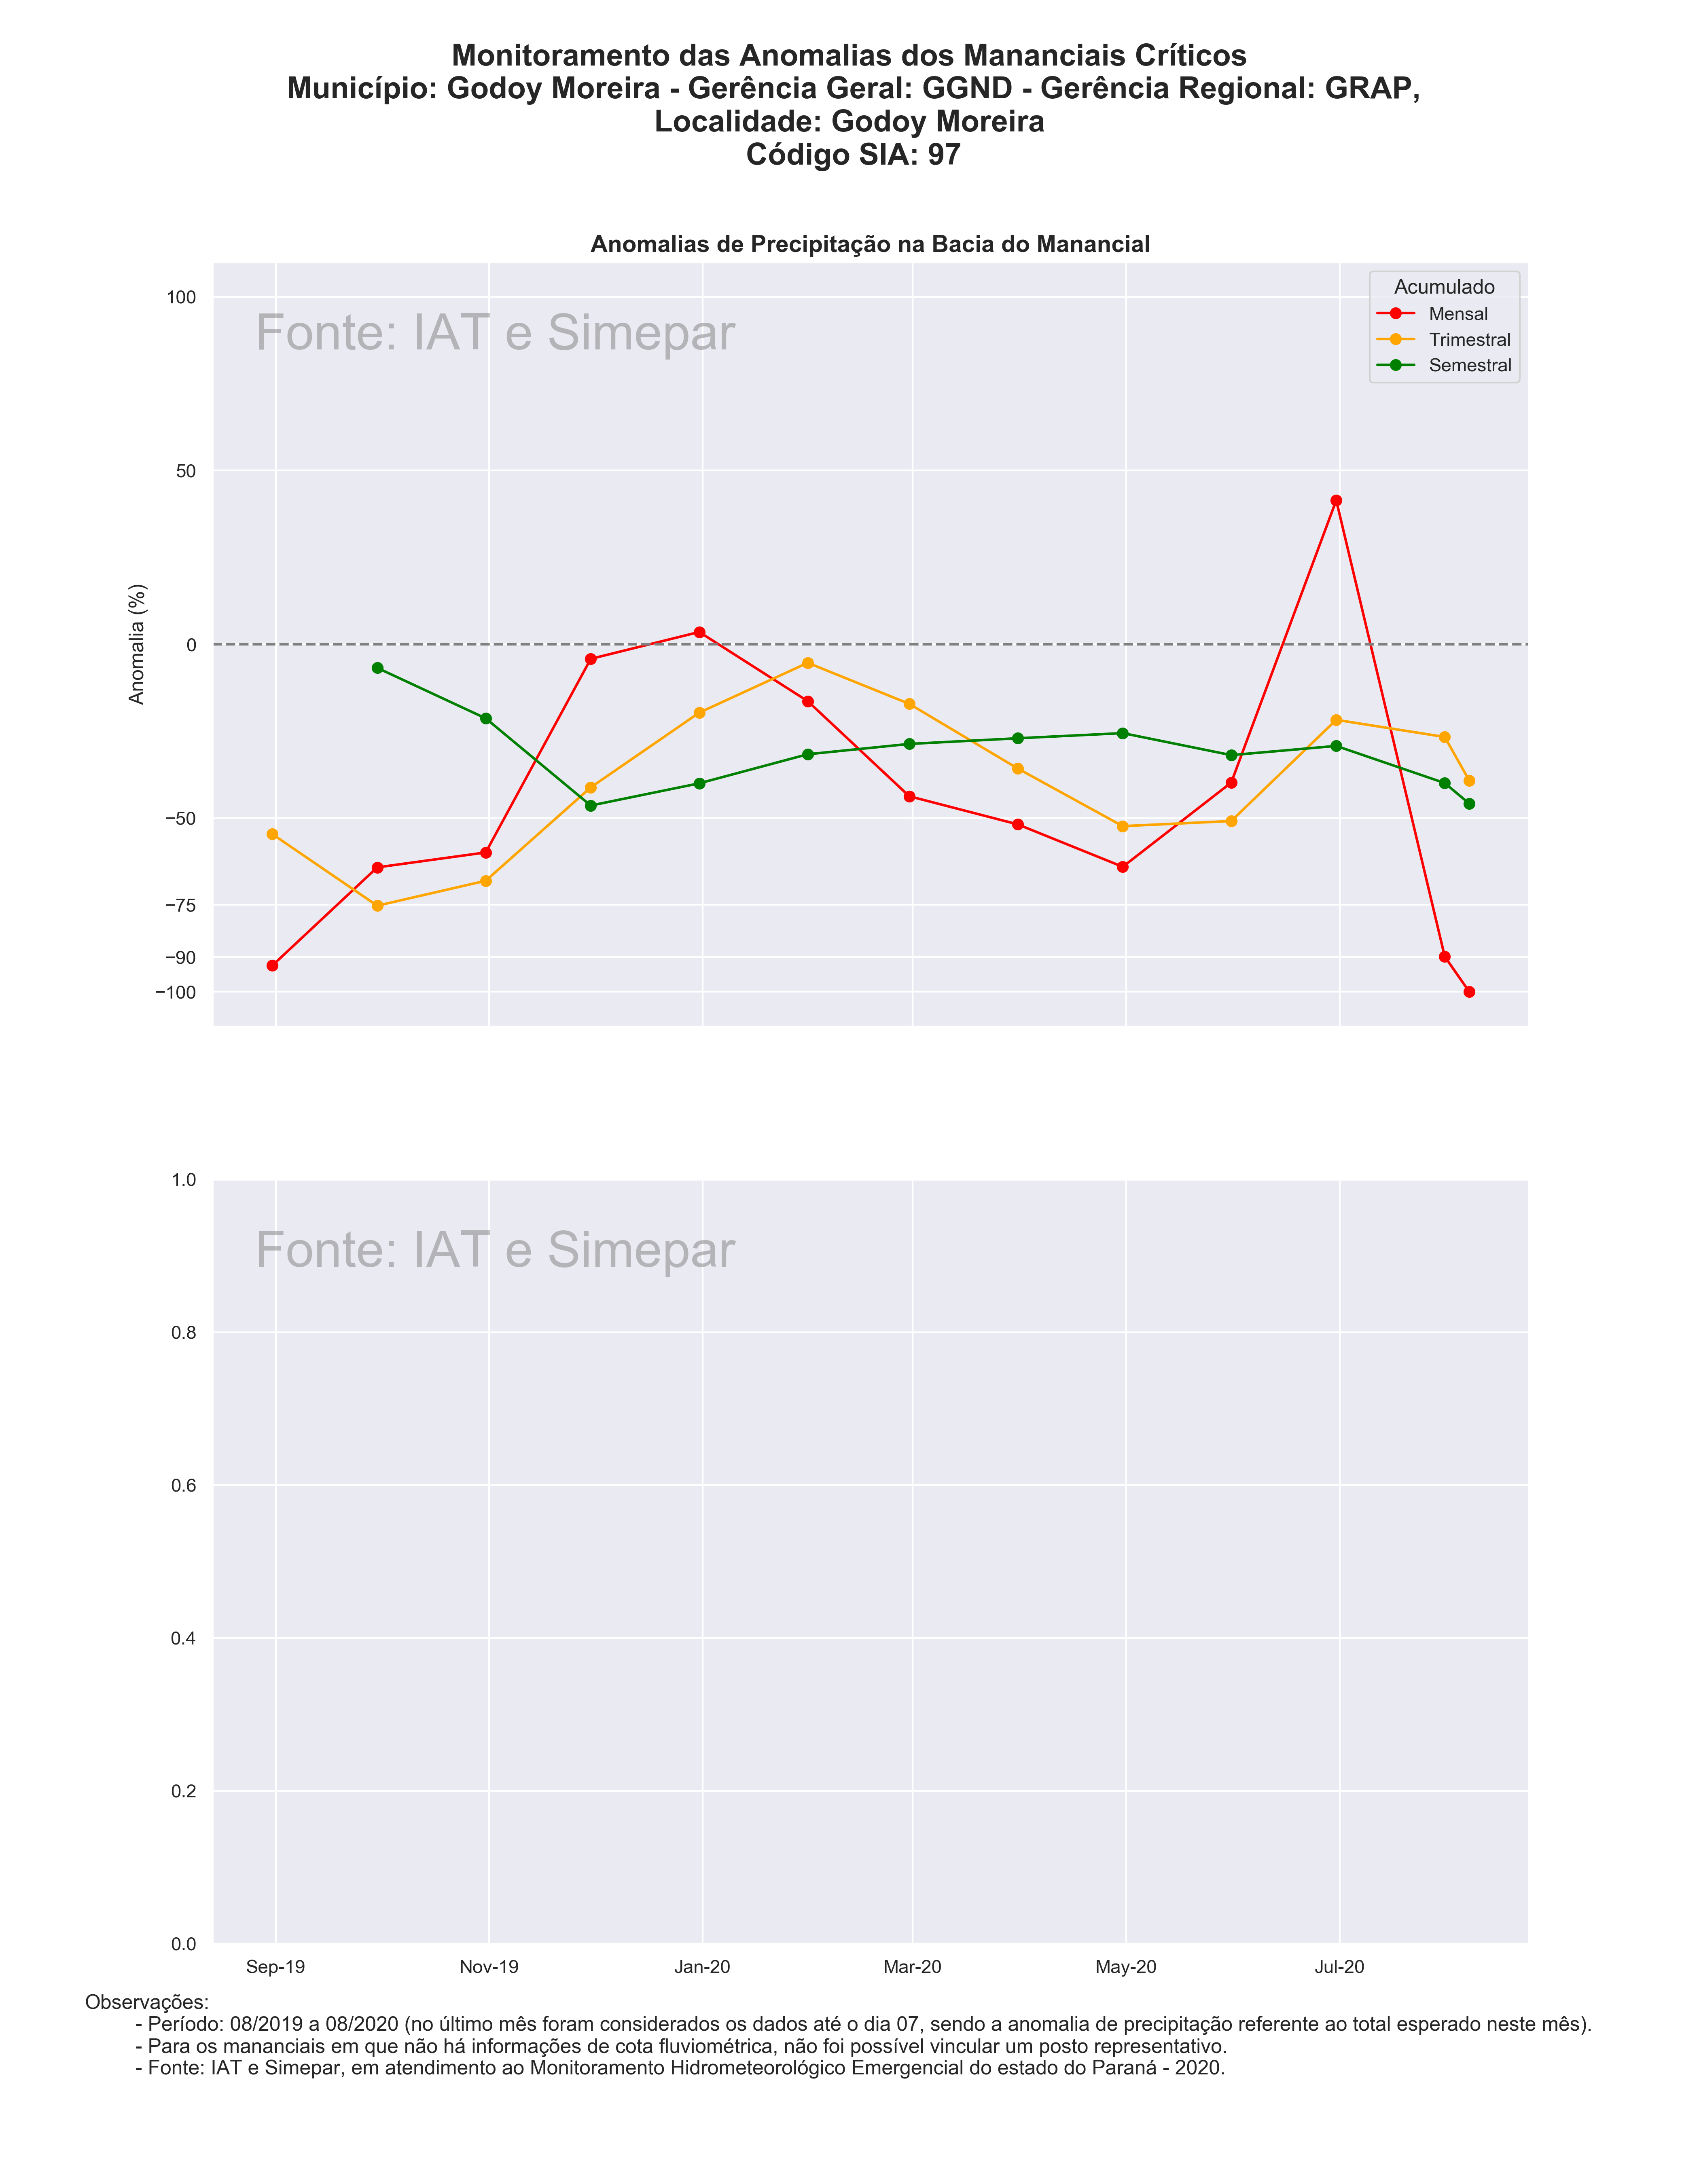 Monitoramento das Anomalias dos Mananciais Críticos
Município: Godoy Moreira - Gerência Geral: GGND - Gerência Regional: GRAP,
Localidade: Godoy Moreira
Código SIA: 97
Anomalias de Precipitação na Bacia do Manancial
Fonte: IAT e Simepar
Acumulado
Mensal
Trimestral
Semestral
Anomalia (%)
100
50
0
−50
−75
−90
−100
Fonte: IAT e Simepar
1.0
0.8
0.6
0.4
0.2
0.0
Sep-19 Nov-19 Jan-20 Mar-20 May-20 Jul-20
Observações:
- Período: 08/2019 a 08/2020 (no último mês foram considerados os dados até o dia 07, sendo a anomalia de precipitação referente ao total esperado neste mês).
- Para os mananciais em que não há informações de cota fluviométrica, não foi possível vincular um posto representativo.
- Fonte: IAT e Simepar, em atendimento ao Monitoramento Hidrometeorológico Emergencial do estado do Paraná - 2020.